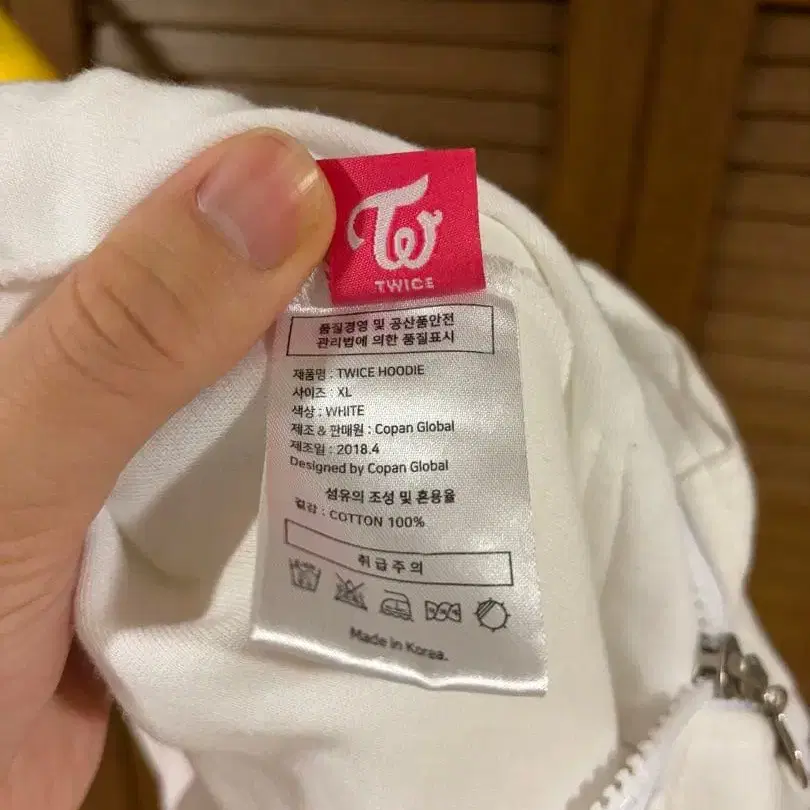 TW
TWICE
품질경영 및 공산품안전
관리법에 의한 품질표시
제품명 : TWICE HOODIE
사이즈 : XL
색상 : WHITE
제조 & 판매원 : Copan Global
제조일 : 2018.4
Designed by Copan Global
섬유의 조성 및 혼용율
겉감 : COTTON 100%
취급주의
Made in Korea.